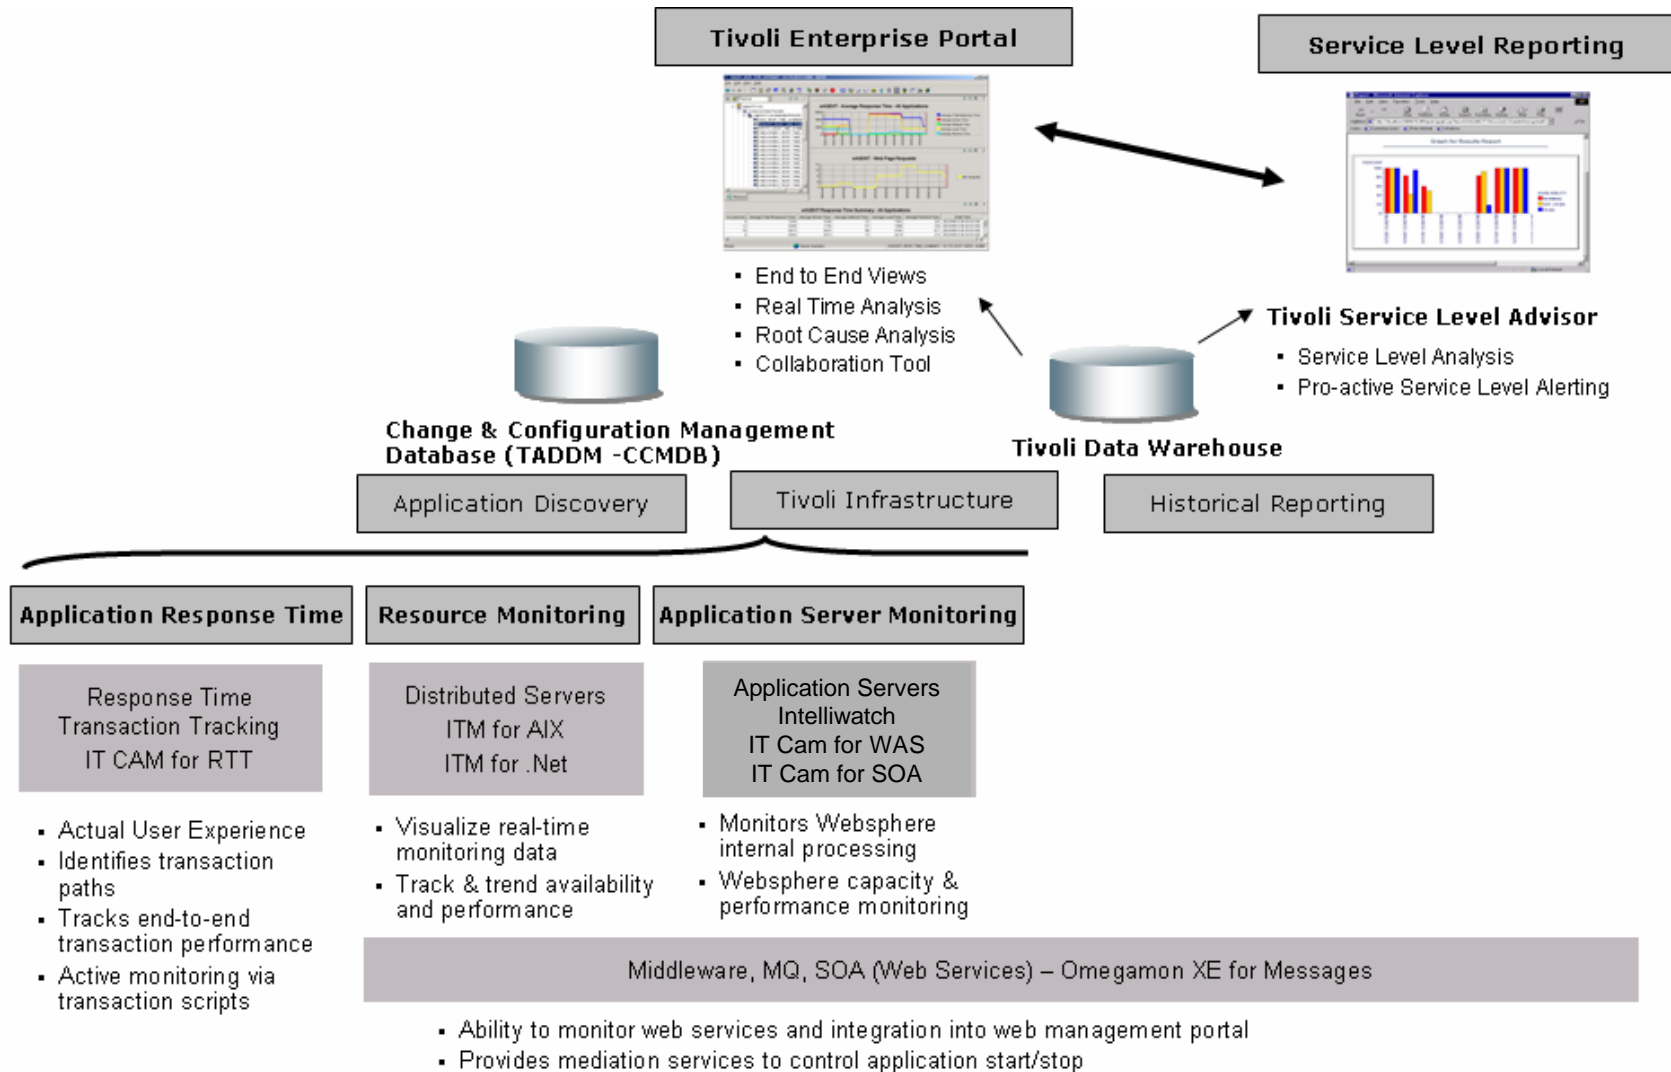 Tivoli Enterprise Portal
Service Level Reporting
Graph for Results Report
▪ End to End Views
▪ Real Time Analysis
▪ Root Cause Analysis
▪ Collaboration Tool
Tivoli Service Level Advisor
▪ Service Level Analysis
▪ Pro-active Service Level Alerting
Change & Configuration Management
Database (TADDM -CCMDB)
Tivoli Data Warehouse
Application Discovery
Tivoli Infrastructure
Historical Reporting
Application Response Time
Resource Monitoring
Application Server Monitoring
Response Time
Transaction Tracking
IT CAM for RTT
Distributed Servers
ITM for AIX
ITM for .Net
Application Servers
Intelliwatch
IT Cam for WAS
IT Cam for SOA
▪ Actual User Experience
▪ Identifies transaction
paths
▪ Tracks end-to-end
transaction performance
▪ Active monitoring via
transaction scripts
▪ Visualize real-time
monitoring data
▪ Track & trend availability
and performance
▪ Monitors Websphere
internal processing
▪ Websphere capacity &
performance monitoring
Middleware, MQ, SOA (Web Services) – Omegamon XE for Messages
▪ Ability to monitor web services and integration into web management portal
▪ Provides mediation services to control application start/stop